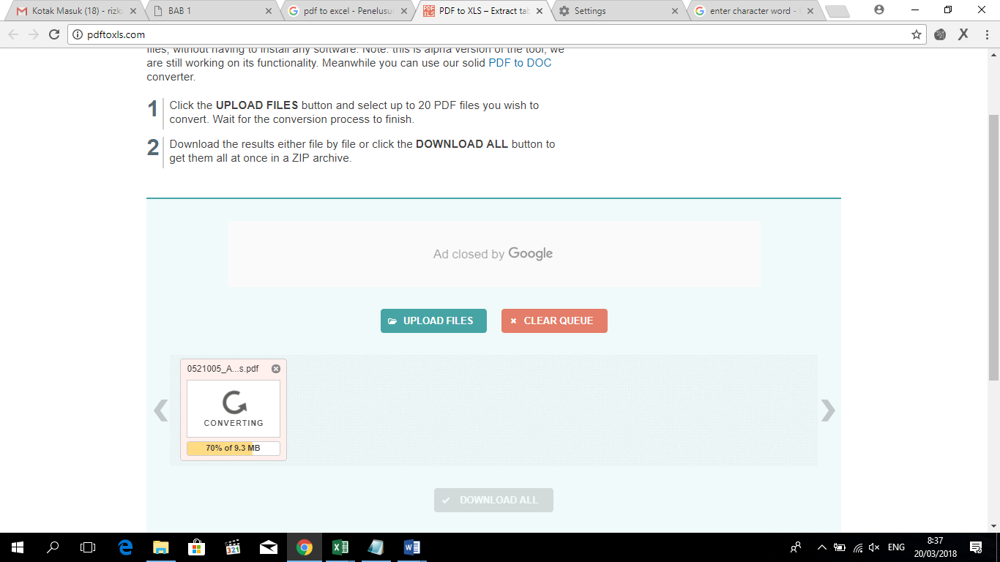 Kotak Masuk (18) - rizk
BAB 1
pdf to excel - Penelusu
PDF to XLS – Extract tab
Settings
enter character word -
pdftoxls.com
files, without having to install any software. Note: this is alpha version of the tool, we
are still working on its functionality. Meanwhile you can use our solid PDF to DOC
converter.
1
Click the UPLOAD FILES button and select up to 20 PDF files you wish to
convert. Wait for the conversion process to finish.
2
Download the results either file by file or click the DOWNLOAD ALL button to
get them all at once in a ZIP archive.
Ad closed by Google
UPLOAD FILES
CLEAR QUEUE
0521005_A...s.pdf
CONVERTING
70% of 9.3 MB
DOWNLOAD ALL
321
ENG
8:37
20/03/2018